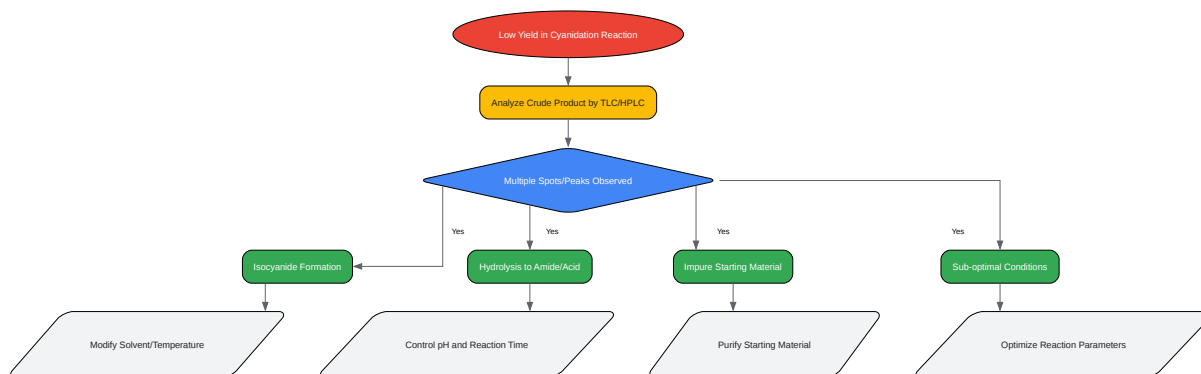 Low Yield in Cyanidation Reaction
Analyze Crude Product by TLC/HPLC
Multiple Spots/Peaks Observed
Yes
Yes
Yes
Yes
Isocyanide Formation
Hydrolysis to Amide/Acid
Impure Starting Material
Sub-optimal Conditions
Modify Solvent/Temperature
Control pH and Reaction Time
Purify Starting Material
Optimize Reaction Parameters